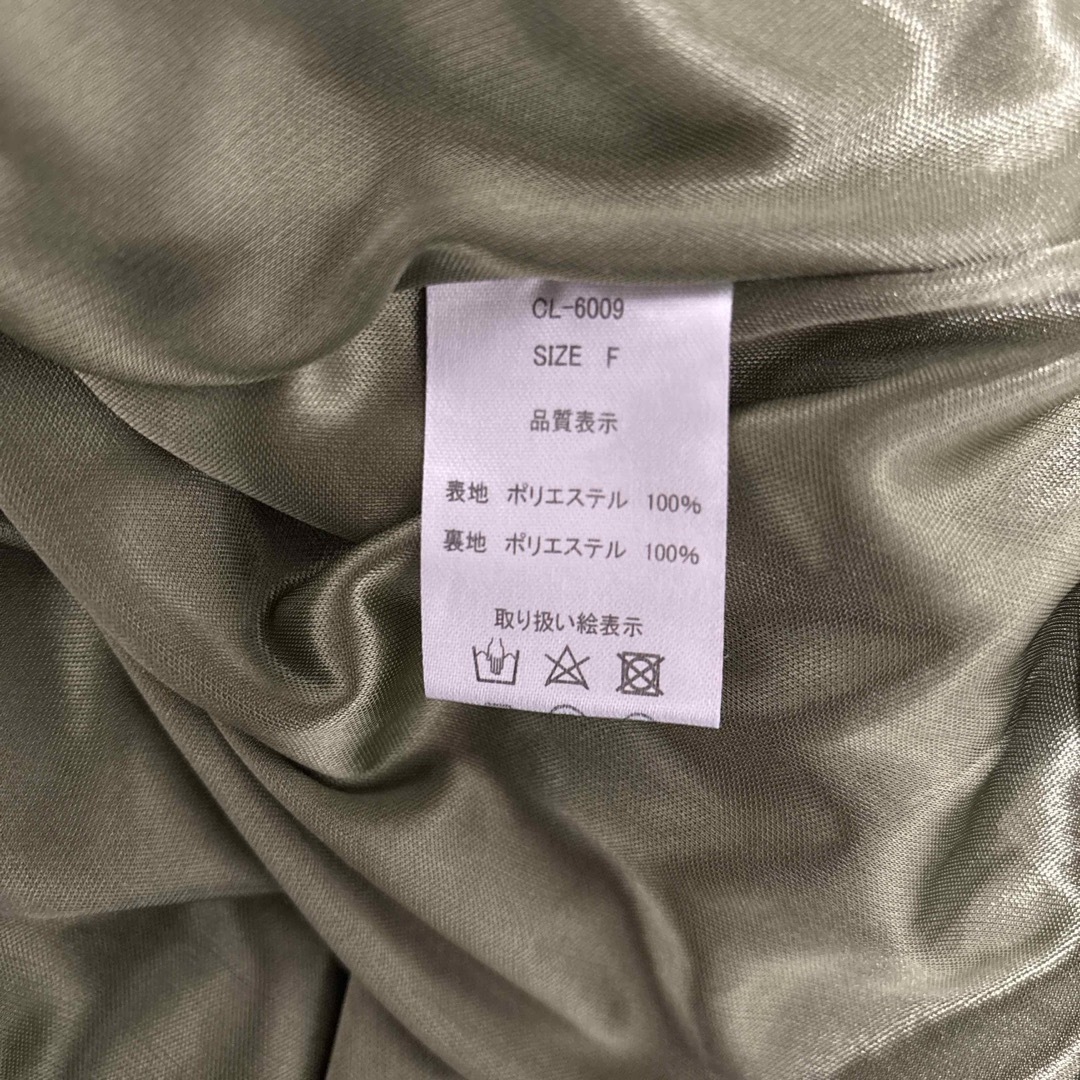 CL-6009
SIZE F
品質表示
表地 ポリエステル 100%
裏地 ポリエステル 100%
取り扱い絵表示